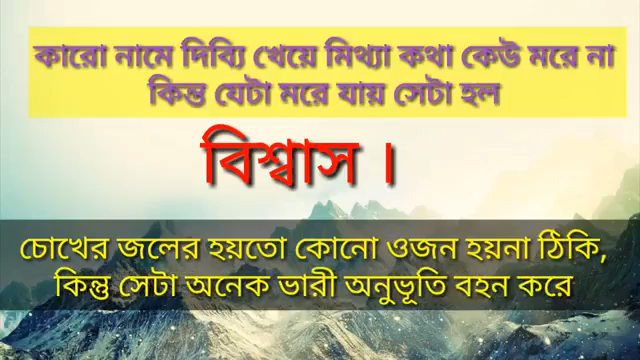 কারো নামে দিব্যি খেয়ে মিথ্যা কথা কেউ মরে না
কিন্ত যেটা মরে যায় সেটা হল
বিশ্বাস ।
চোখের জলের হয়তো কোনো ওজন হয়না ঠিকি,
কিন্তু সেটা অনেক ভারী অনুভূতি বহন করে